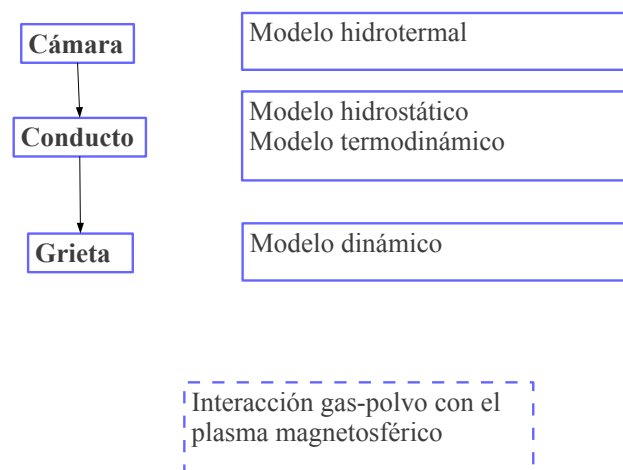 Cámara
Modelo hidrotermal
Conducto
Modelo hidrostático
Modelo termodinámico
Grieta
Modelo dinámico
Interacción gas-polvo con el
plasma magnetosférico